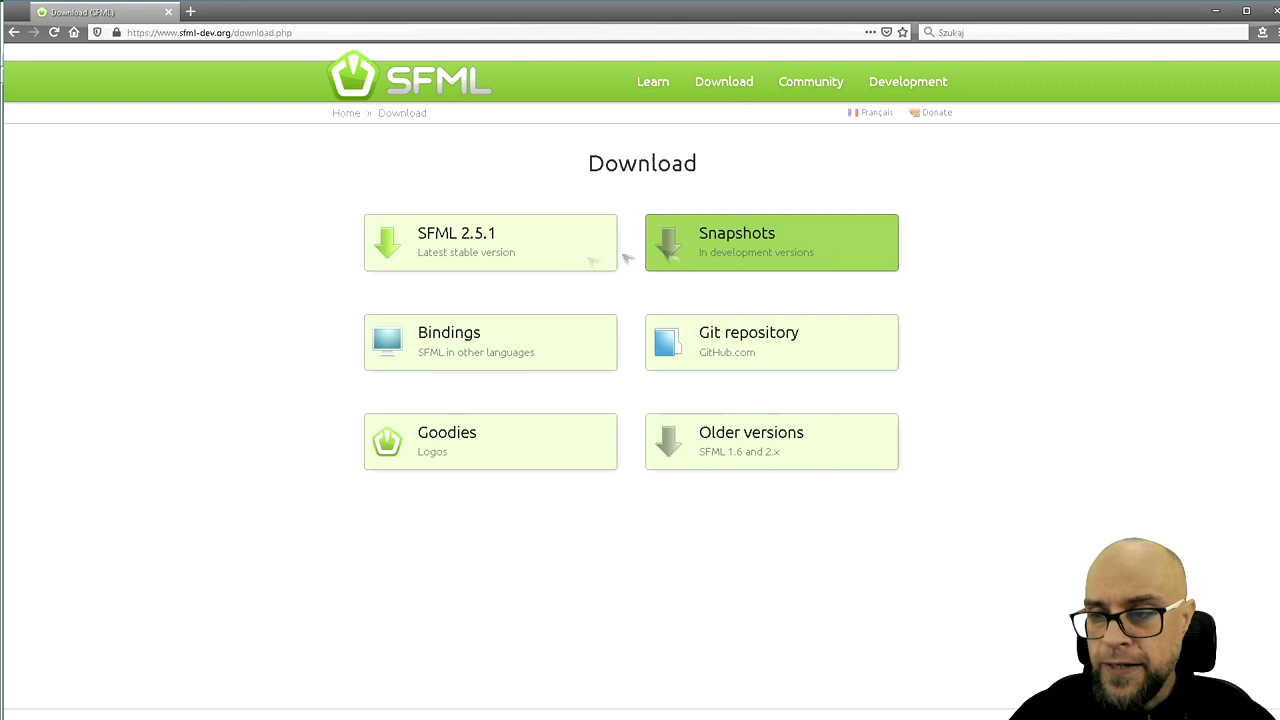 Download (SFML)
https://www.sfml-dev.org/download.php
Szukaj
SFML
Learn
Download
Community
Development
Home » Download
Français
Donate
Download
SFML 2.5.1
Latest stable version
Snapshots
In development versions
Bindings
SFML in other languages
Git repository
GitHub.com
Goodies
Logos
Older versions
SFML 1.6 and 2.x